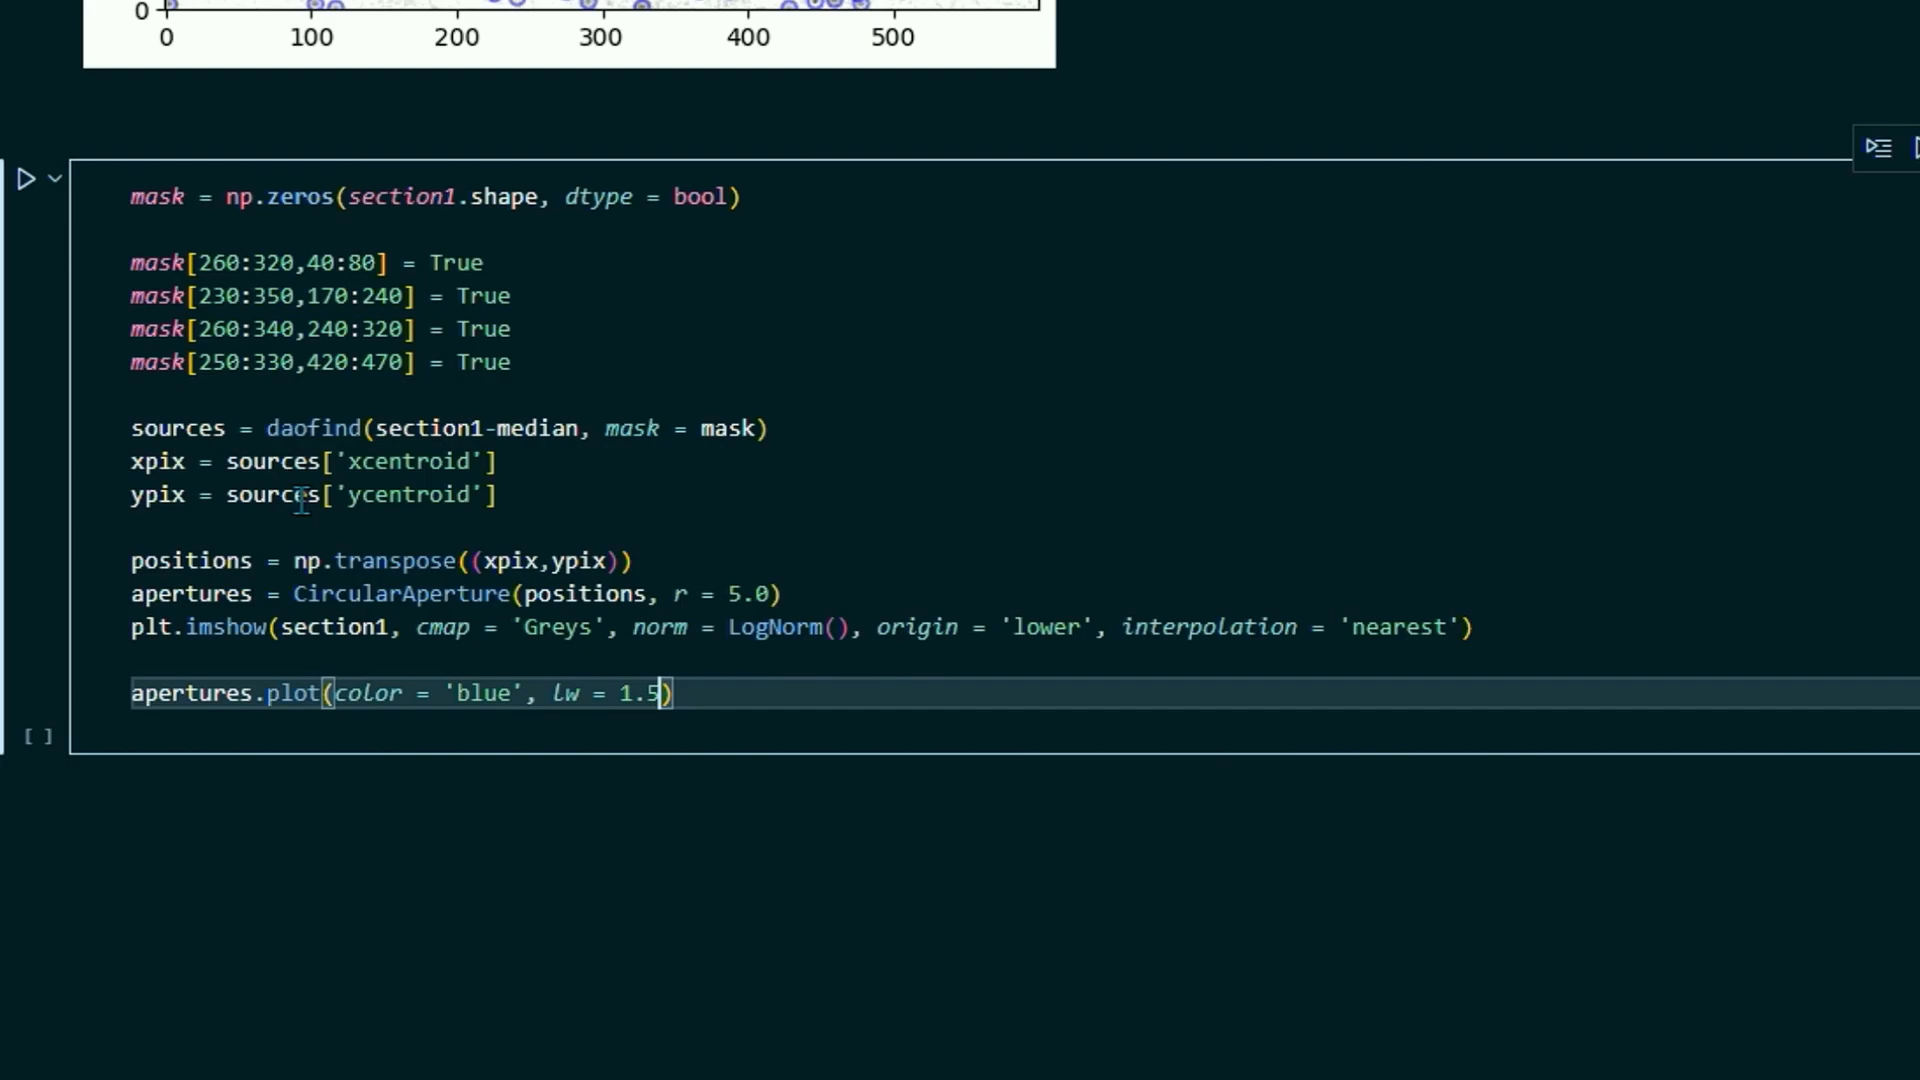 0
0 100 200 300 400 500
mask = np.zeros(section1.shape, dtype = bool)
mask[260:320,40:80] = True
mask[230:350,170:240] = True
mask[260:340,240:320] = True
mask[250:330,420:470] = True
sources = daofind(section1-median, mask = mask)
xpix = sources['xcentroid']
ypix = sources['ycentroid']
positions = np.transpose((xpix,ypix))
apertures = CircularAperture(positions, r = 5.0)
plt.imshow(section1, cmap = 'Greys', norm = LogNorm(), origin = 'lower', interpolation = 'nearest')
apertures.plot(color = 'blue', lw = 1.5)
[ ]